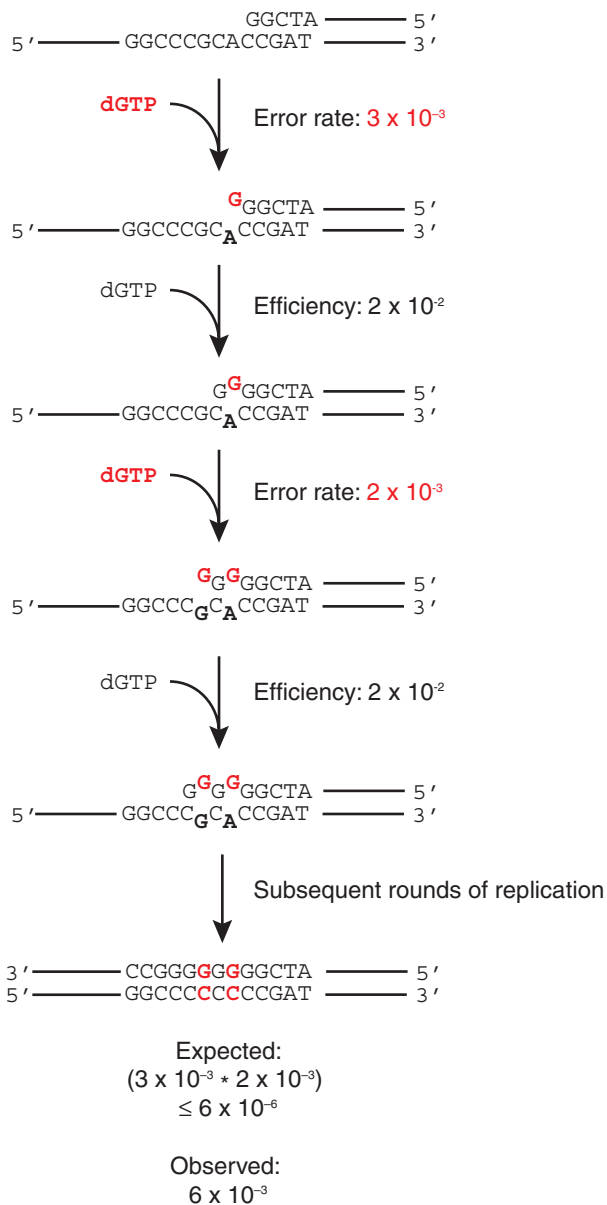 GGCTA 5′
5′ GGCCCGCACCGAT 3′
dGTP Error rate: 3 x 10⁻³
G
GGCTA 5′
5′ GGCCCGCACCGAT 3′
dGTP Efficiency: 2 x 10⁻²
GGGGCTA 5′
5′ GGCCCGCACCGAT 3′
dGTP Error rate: 2 x 10⁻³
GGGGGCTA 5′
5′ GGCCCGCACCGAT 3′
dGTP Efficiency: 2 x 10⁻²
GGGGGGCTA 5′
5′ GGCCCGCACCGAT 3′
Subsequent rounds of replication
3′ CCGGGGGGGGCTA 5′
5′ GGCCCCCCCCGAT 3′
Expected:
(3 x 10⁻³ * 2 x 10⁻³)
≤ 6 x 10⁻⁶
Observed:
6 x 10⁻³